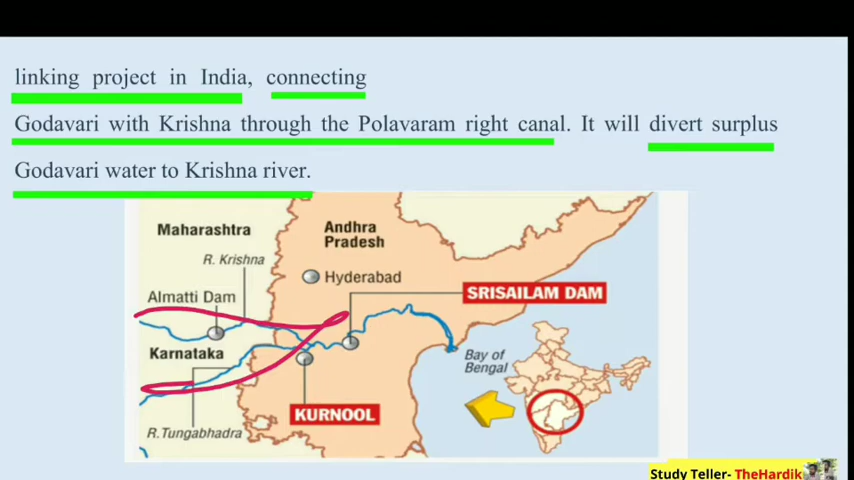 linking project in India, connecting
Godavari with Krishna through the Polavaram right canal. It will divert surplus
Godavari water to Krishna river.
Maharashtra
Andhra
Pradesh
R. Krishna
Hyderabad
Almatti Dam
SRISAILAM DAM
Karnataka
Bay of
Bengal
KURNOOL
R.Tungabhadra
Study Teller- TheHardik